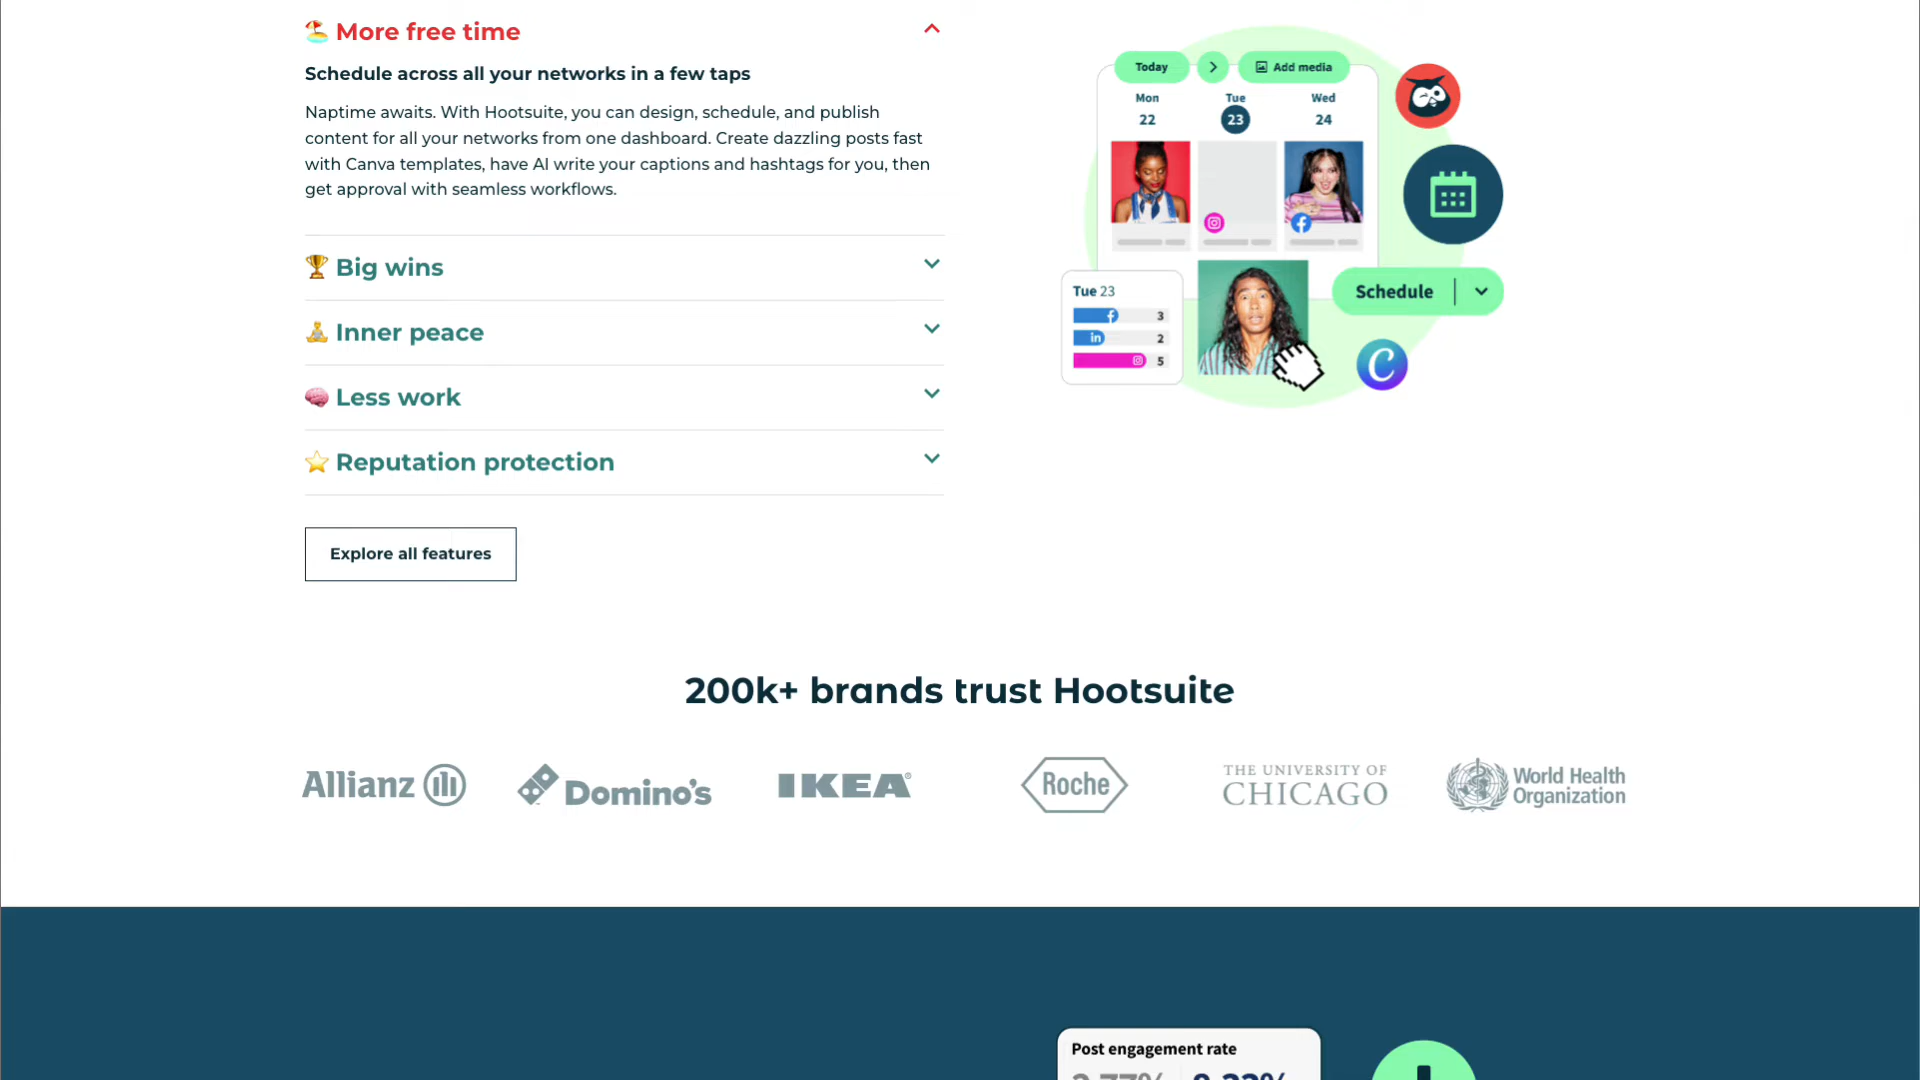 More free time
Schedule across all your networks in a few taps
Naptime awaits. With Hootsuite, you can design, schedule, and publish
content for all your networks from one dashboard. Create dazzling posts fast
with Canva templates, have AI write your captions and hashtags for you, then
get approval with seamless workflows.
Big wins
Inner peace
Less work
Reputation protection
Explore all features
Today
Add media
Mon Tue Wed
22 23 24
Tue 23
3
in 2
5
Schedule
C
200k+ brands trust Hootsuite
Allianz
Domino's
IKEA®
Roche
THE UNIVERSITY OF
CHICAGO
World Health
Organization
Post engagement rate